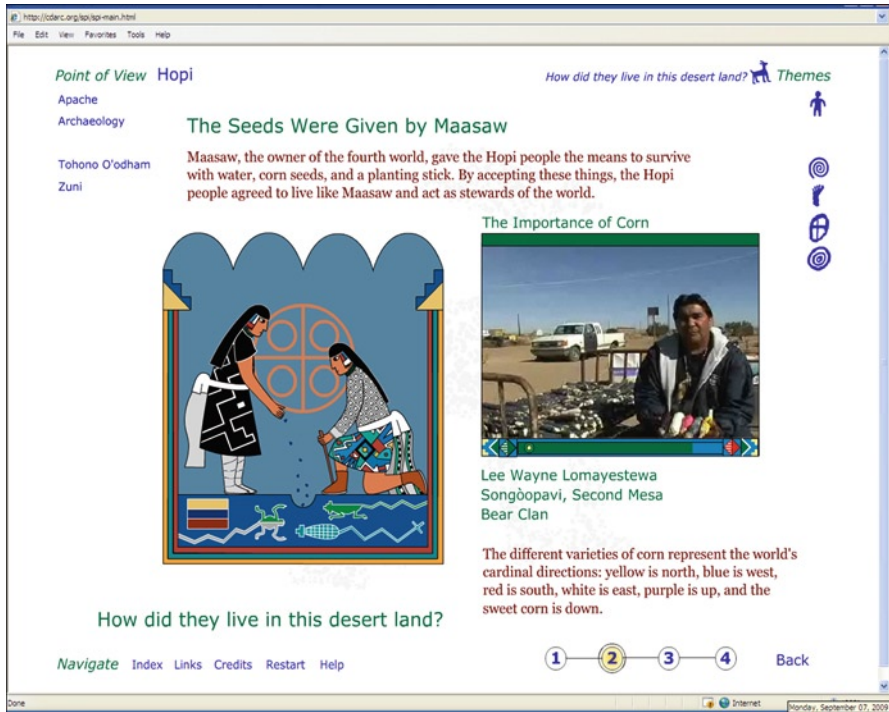 http://cdarc.org/spi/spi-main.html
File Edit View Favorites Tools Help
Point of View Hopi
How did they live in this desert land? Themes
Apache
Archaeology
Tohono O'odham
Zuni
The Seeds Were Given by Maasaw
Maasaw, the owner of the fourth world, gave the Hopi people the means to survive
with water, corn seeds, and a planting stick. By accepting these things, the Hopi
people agreed to live like Maasaw and act as stewards of the world.
The Importance of Corn
Lee Wayne Lomayestewa
Songòopavi, Second Mesa
Bear Clan
The different varieties of corn represent the world's
cardinal directions: yellow is north, blue is west,
red is south, white is east, purple is up, and the
sweet corn is down.
How did they live in this desert land?
Navigate Index Links Credits Restart Help
1 2 3 4 Back
Done
Internet
Monday, September 07, 2009